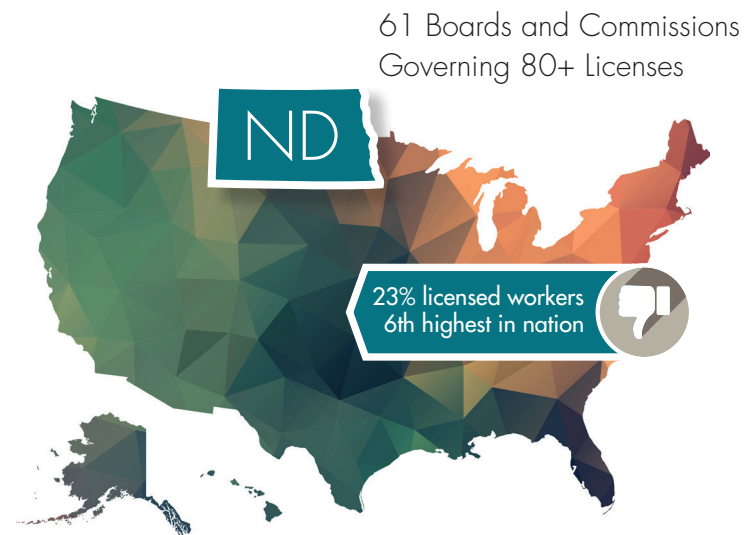 61 Boards and Commissions
Governing 80+ Licenses
ND
23% licensed workers
6th highest in nation